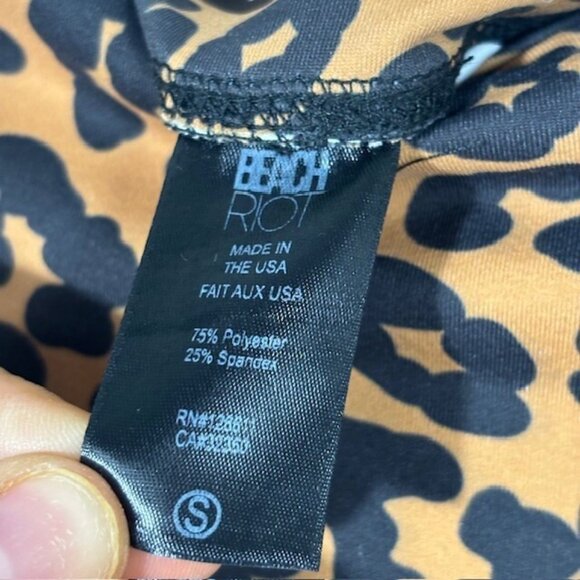 BEACH
RIOT
MADE IN
THE USA
FAIT AUX USA
75% Polyester
25% Spandex
S